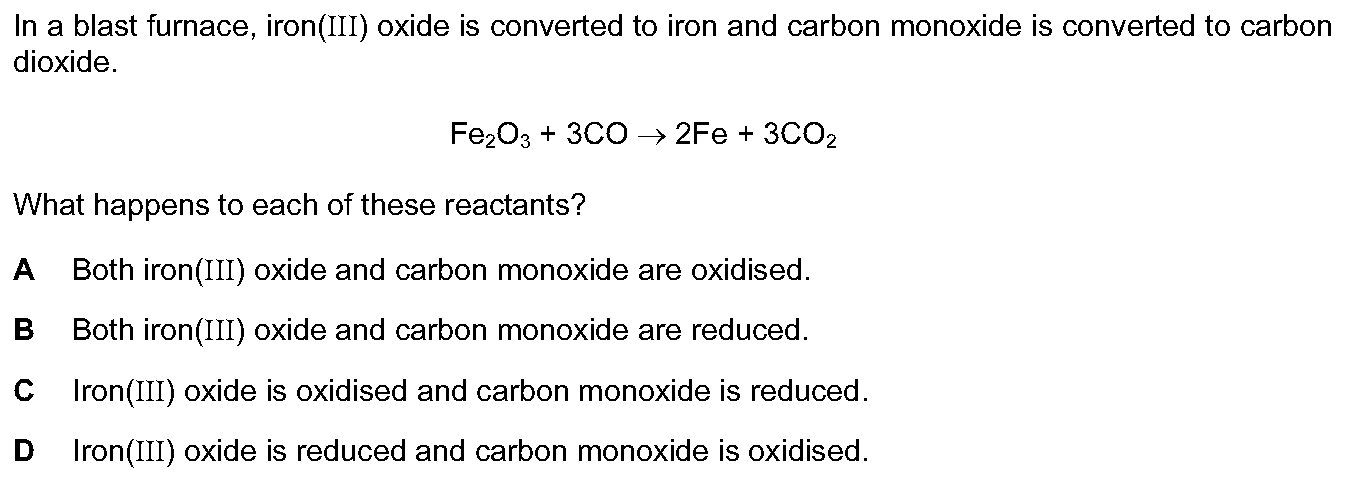 In a blast furnace, iron(III) oxide is converted to iron and carbon monoxide is converted to carbon
dioxide.
Fe₂O₃ + 3CO → 2Fe + 3CO₂
What happens to each of these reactants?
A Both iron(III) oxide and carbon monoxide are oxidised.
B Both iron(III) oxide and carbon monoxide are reduced.
C Iron(III) oxide is oxidised and carbon monoxide is reduced.
D Iron(III) oxide is reduced and carbon monoxide is oxidised.